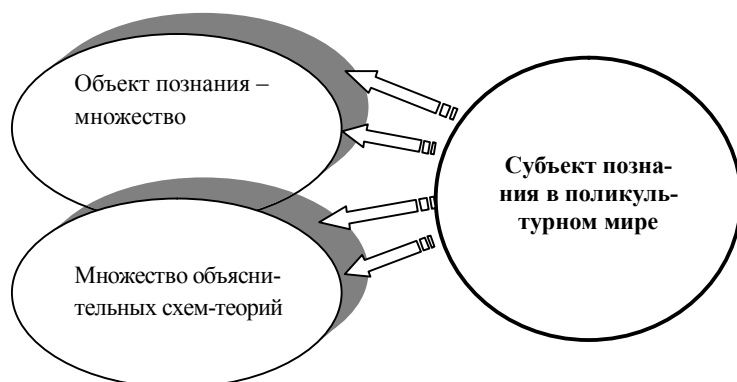 Объект познания –
множество
Множество объясни-
тельных схем-теорий
Субъект позна-
ния в поликуль-
турном мире